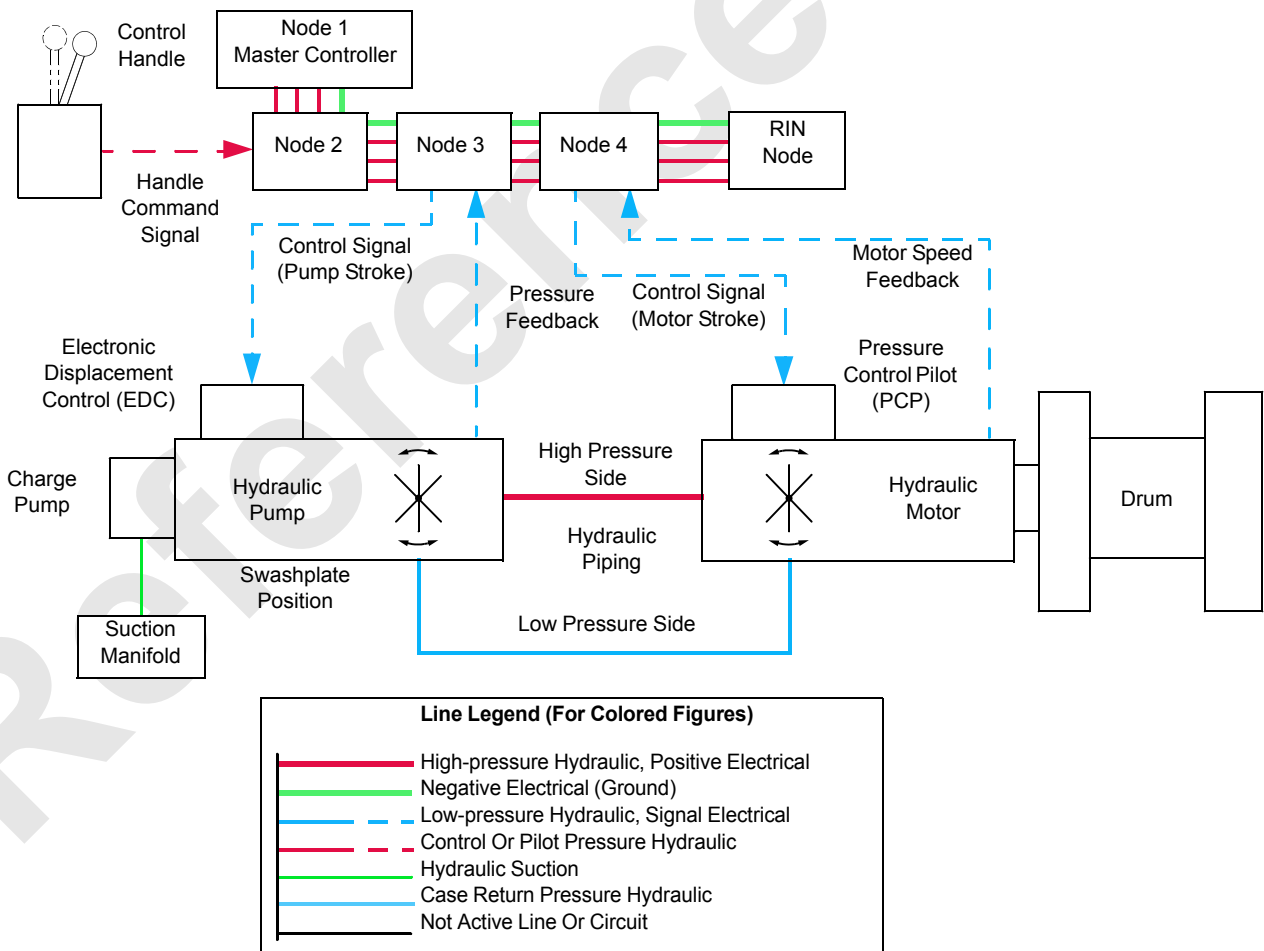 Control
Handle
Node 1
Master Controller
Node 2
Node 3
Node 4
RIN
Node
Handle
Command
Signal
Control Signal
(Pump Stroke)
Pressure
Feedback
Control Signal
(Motor Stroke)
Motor Speed
Feedback
Electronic
Displacement
Control (EDC)
Pressure
Control Pilot
(PCP)
Charge
Pump
Hydraulic
Pump
High Pressure
Side
Hydraulic
Piping
Hydraulic
Motor
Drum
Swashplate
Position
Low Pressure Side
Suction
Manifold
Line Legend (For Colored Figures)
High-pressure Hydraulic, Positive Electrical
Negative Electrical (Ground)
Low-pressure Hydraulic, Signal Electrical
Control Or Pilot Pressure Hydraulic
Hydraulic Suction
Case Return Pressure Hydraulic
Not Active Line Or Circuit
Reference